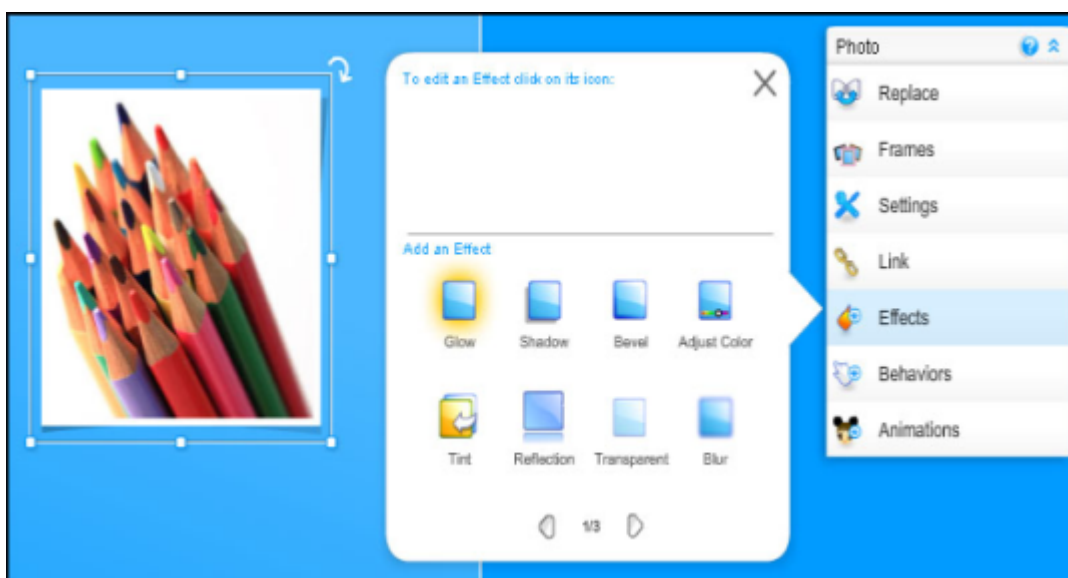 Photo
To edit an Effect click on its icon:
Replace
Frames
Settings
Link
Effects
Behaviors
Animations
Add an Effect
Glow
Shadow
Bevel
Adjust Color
Tint
Reflection
Transparent
Blur
1/3